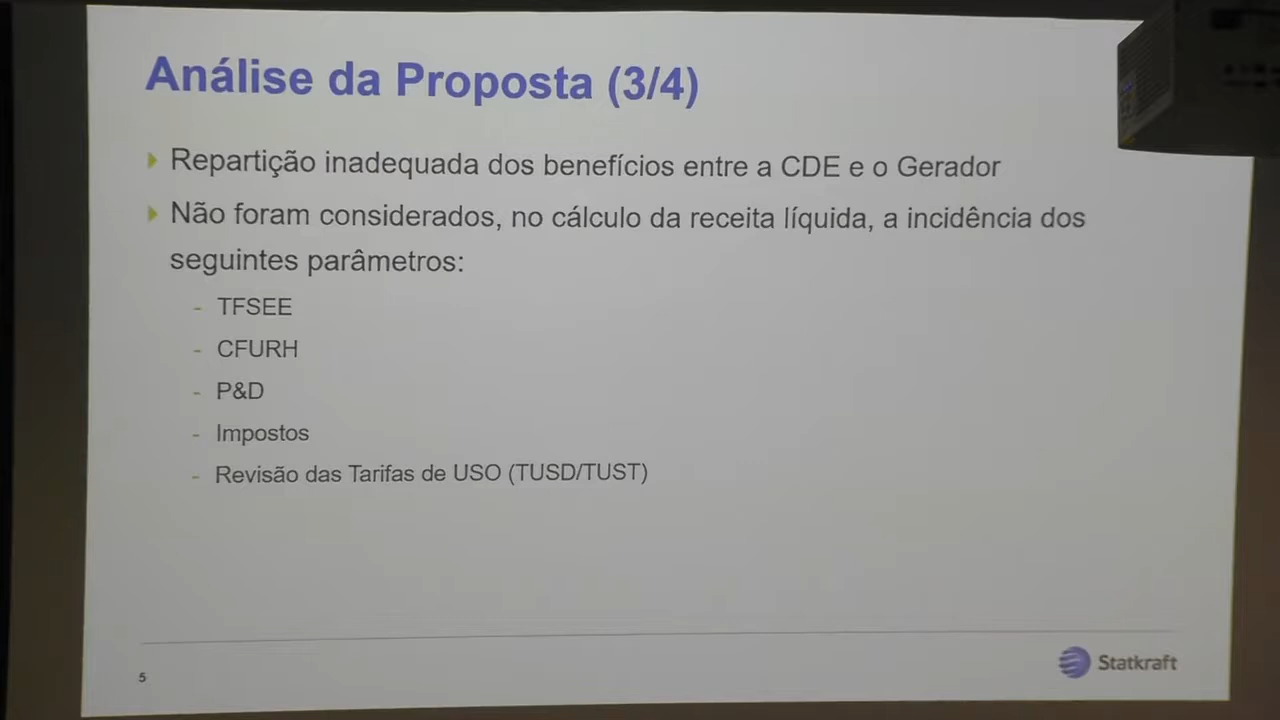 Análise da Proposta (3/4)
Repartição inadequada dos benefícios entre a CDE e o Gerador
Não foram considerados, no cálculo da receita líquida, a incidência dos
seguintes parâmetros:
- TFSEE
- CFURH
- P&D
- Impostos
- Revisão das Tarifas de USO (TUSD/TUST)
5
Statkraft